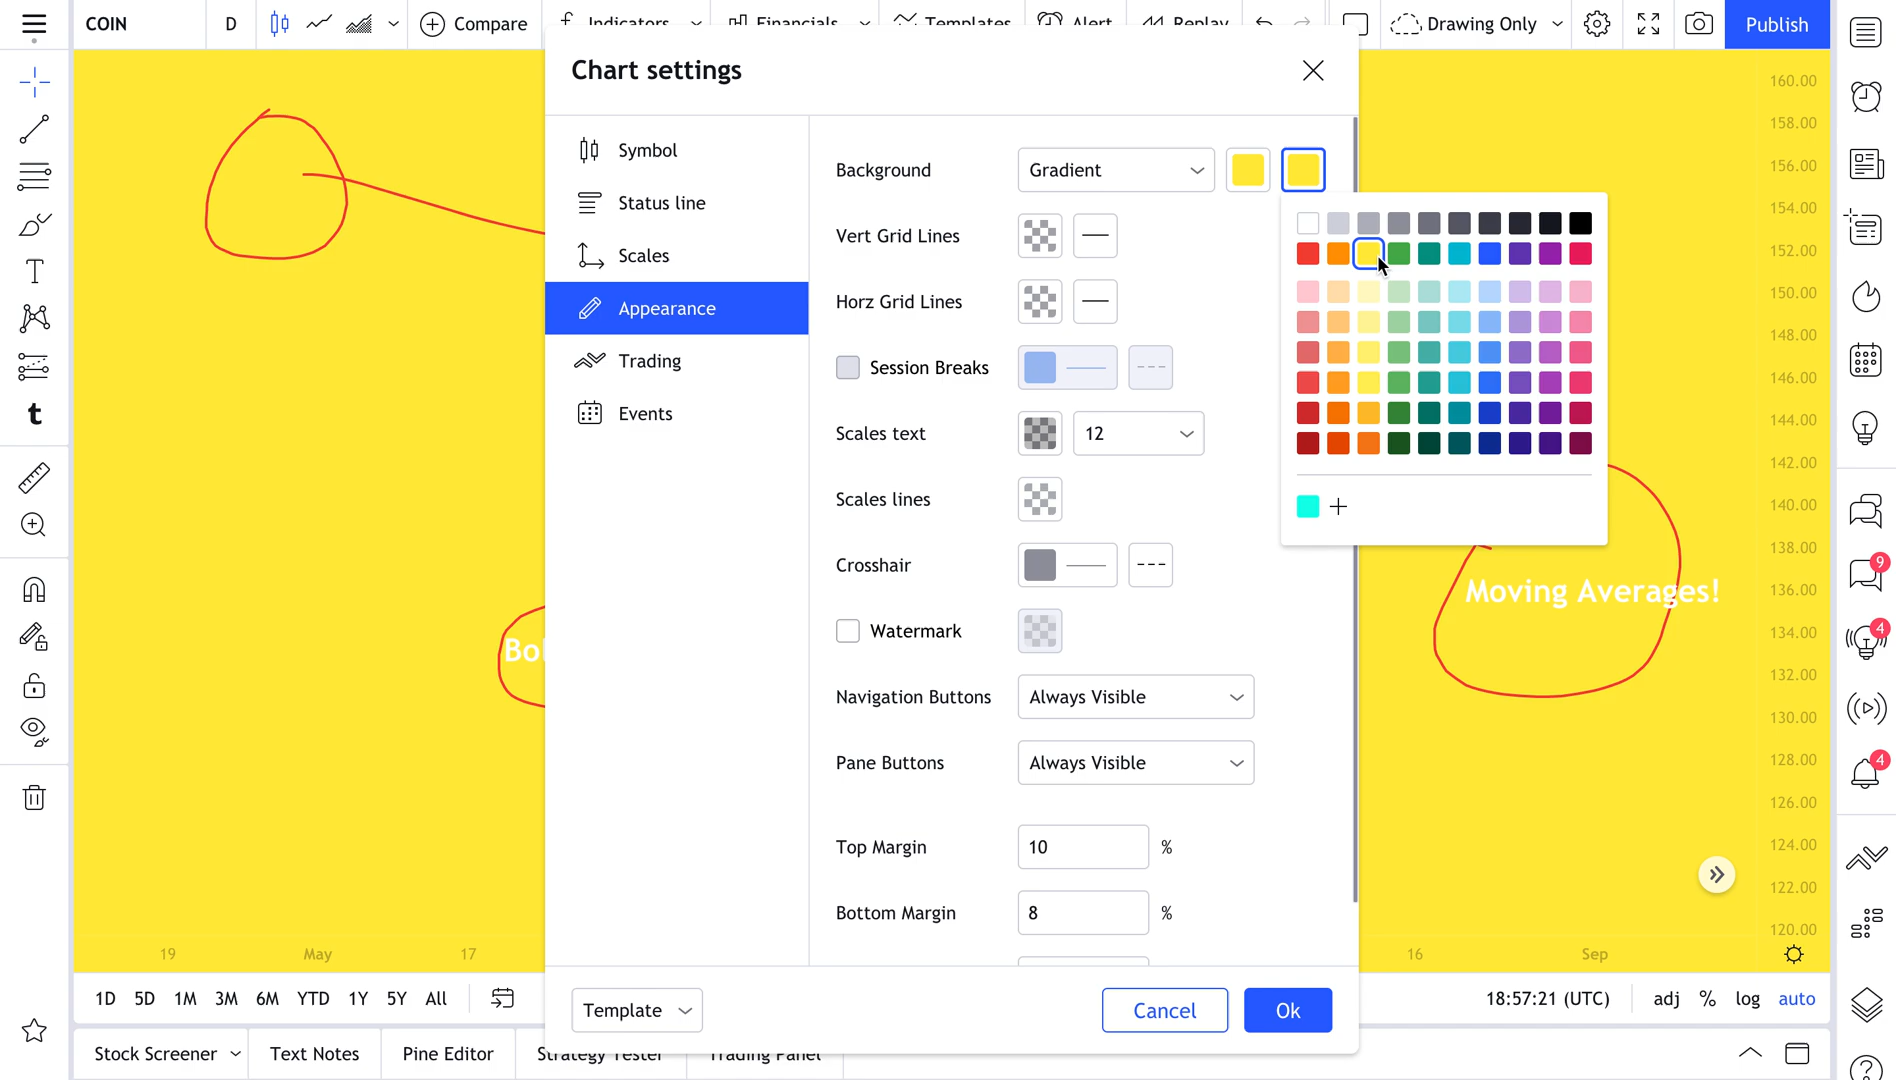 COIN D Compare Indicators Financials Templates Alert Replay Drawing Only Publish
Chart settings
Symbol
Status line
Scales
Appearance
Trading
Events
Background Gradient
Vert Grid Lines
Horz Grid Lines
Session Breaks
Scales text 12
Scales lines
Crosshair
Watermark
Navigation Buttons Always Visible
Pane Buttons Always Visible
Top Margin 10 %
Bottom Margin 8 %
Template Cancel Ok
Moving Averages!
160.00
158.00
156.00
154.00
152.00
150.00
148.00
146.00
144.00
142.00
140.00
138.00
136.00
134.00
132.00
130.00
128.00
126.00
124.00
122.00
120.00
t
9
4
4
19 May 17 16 Sep
1D 5D 1M 3M 6M YTD 1Y 5Y All 18:57:21 (UTC) adj % log auto
Stock Screener Text Notes Pine Editor Strategy Tester Trading Panel